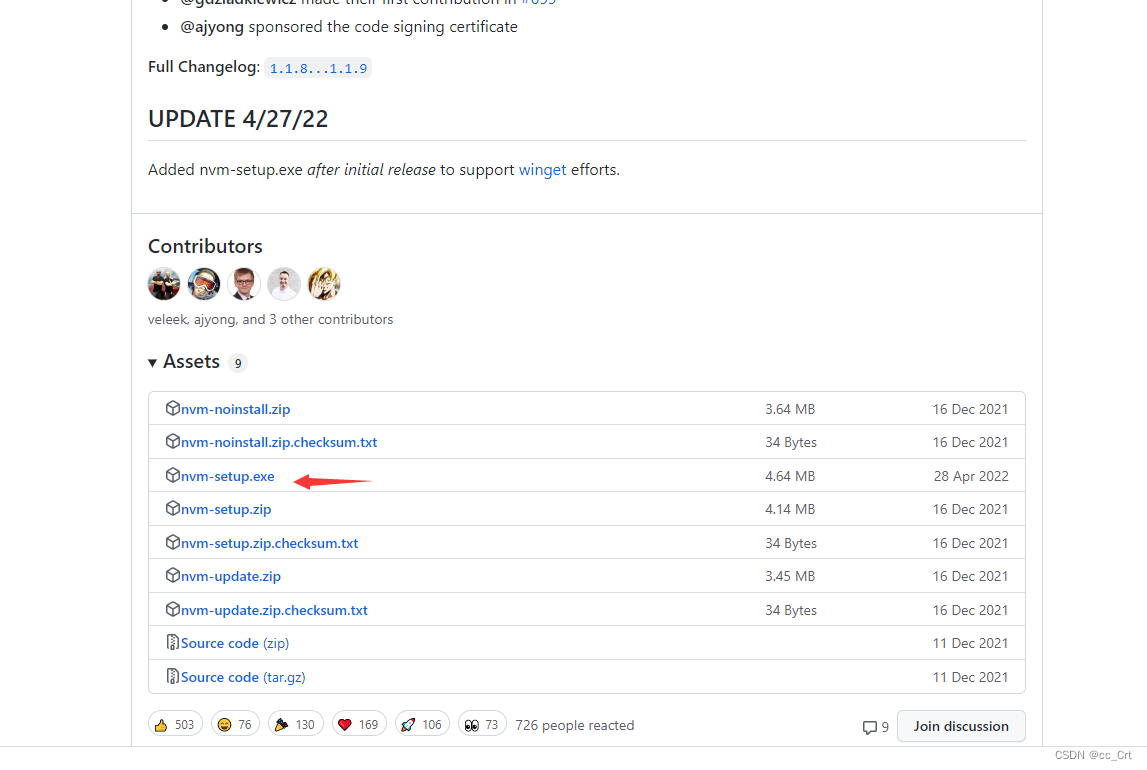 @gdziadkiewicz made their first contribution in #699
@ajyong sponsored the code signing certificate
Full Changelog: 1.1.8...1.1.9
UPDATE 4/27/22
Added nvm-setup.exe after initial release to support winget efforts.
Contributors
veleek, ajyong, and 3 other contributors
Assets 9
nvm-noinstall.zip 3.64 MB 16 Dec 2021
nvm-noinstall.zip.checksum.txt 34 Bytes 16 Dec 2021
nvm-setup.exe 4.64 MB 28 Apr 2022
nvm-setup.zip 4.14 MB 16 Dec 2021
nvm-setup.zip.checksum.txt 34 Bytes 16 Dec 2021
nvm-update.zip 3.45 MB 16 Dec 2021
nvm-update.zip.checksum.txt 34 Bytes 16 Dec 2021
Source code (zip) 11 Dec 2021
Source code (tar.gz) 11 Dec 2021
503 76 130 169 106 73 726 people reacted 9 Join discussion
CSDN @cc_Crt